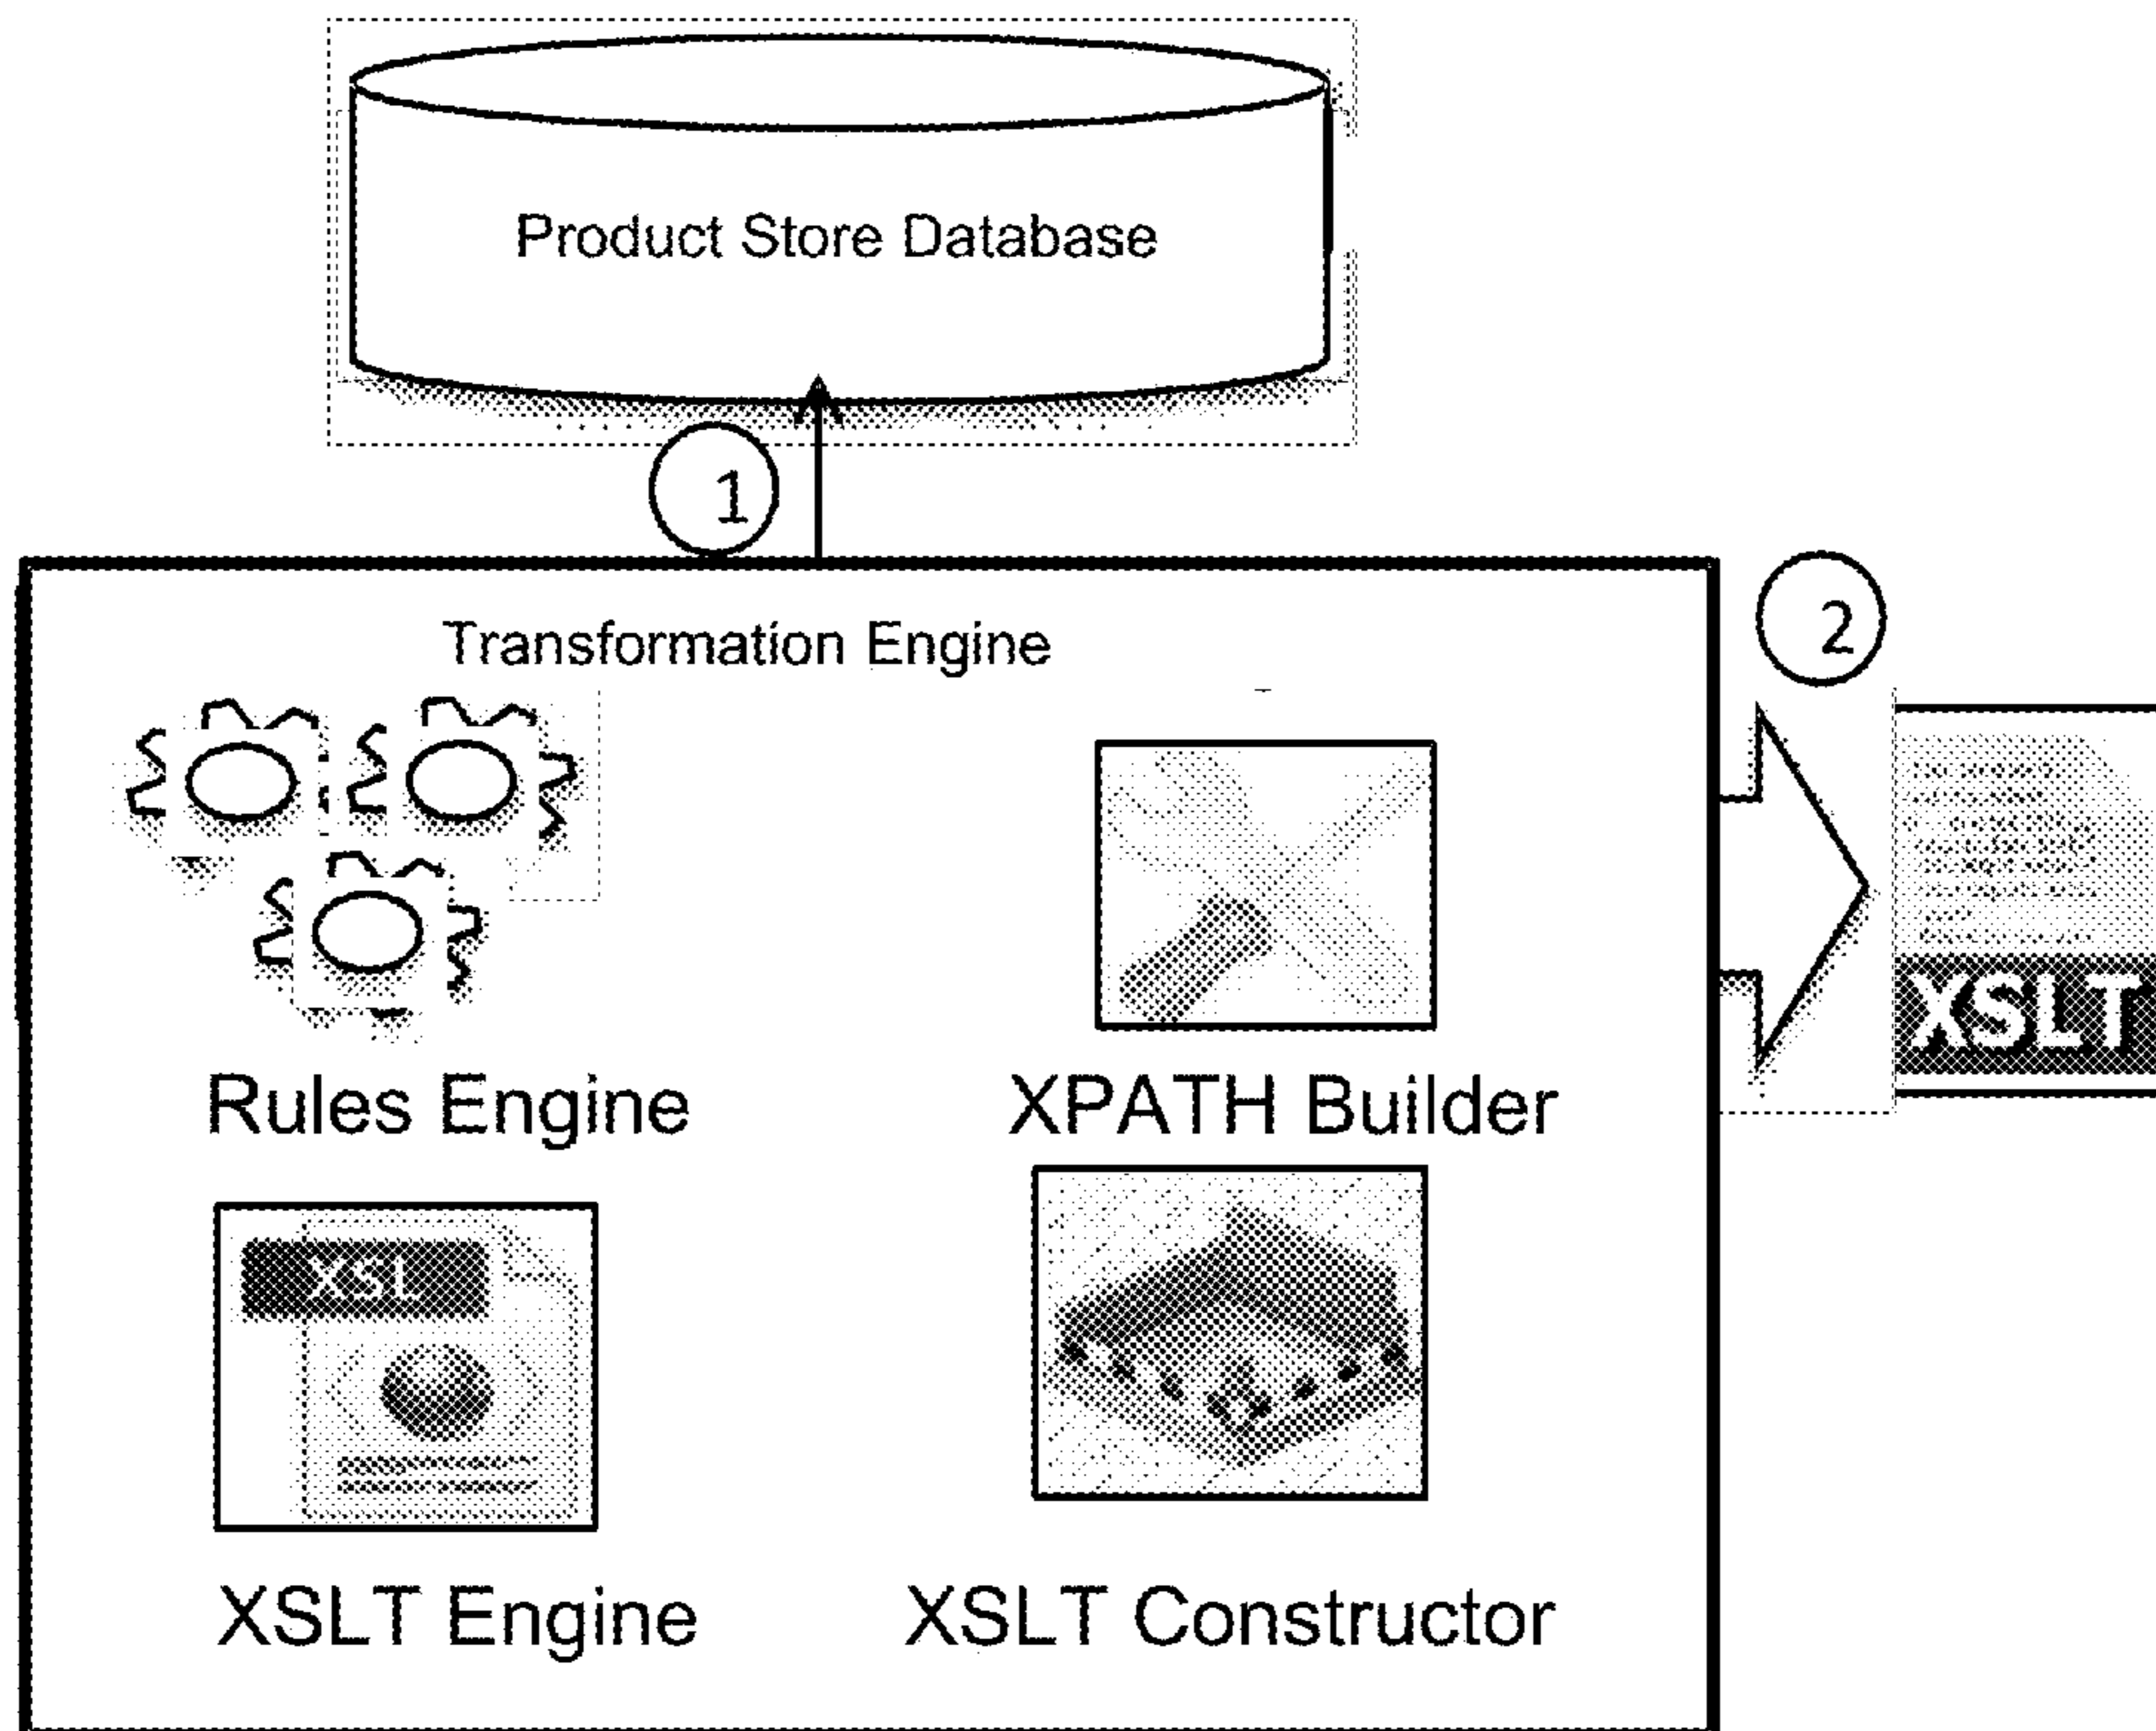 Product Store Database
1
Transformation Engine
2
Rules Engine
XPATH Builder
XSLT
XSL
XSLT Engine
XSLT Constructor